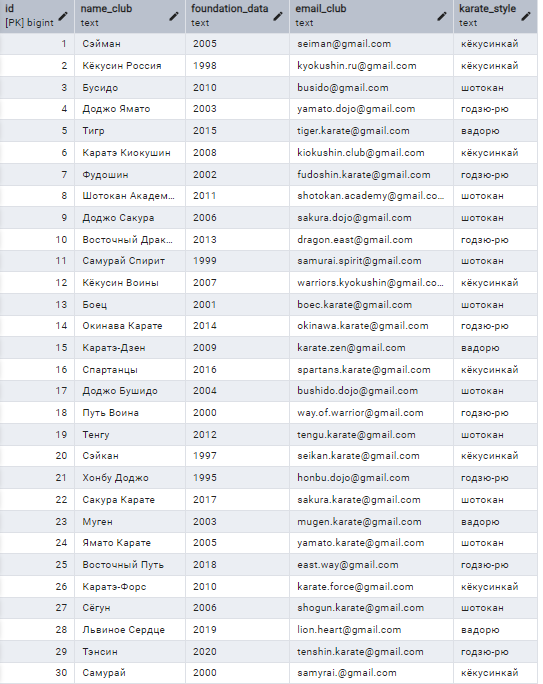 id name_club foundation_data email_club karate_style
[PK] bigint text text text text
1 Сэйман 2005 seiman@gmail.com кёкусинкай
2 Кёкусин Россия 1998 kyokushin.ru@gmail.com кёкусинкай
3 Бусидо 2010 busido@gmail.com шотокан
4 Доджо Ямато 2003 yamato.dojo@gmail.com годзю-рю
5 Тигр 2015 tiger.karate@gmail.com вадорю
6 Каратэ Киокушин 2008 kiokushin.club@gmail.com кёкусинкай
7 Фудошин 2002 fudoshin.karate@gmail.com годзю-рю
8 Шотокан Академ... 2011 shotokan.academy@gmail.co... шотокан
9 Доджо Сакура 2006 sakura.dojo@gmail.com шотокан
10 Восточный Драк... 2013 dragon.east@gmail.com годзю-рю
11 Самурай Спирит 1999 samurai.spirit@gmail.com шотокан
12 Кёкусин Воины 2007 warriors.kyokushin@gmail.co... кёкусинкай
13 Боец 2001 boec.karate@gmail.com шотокан
14 Окинава Карате 2014 okinawa.karate@gmail.com годзю-рю
15 Каратэ-Дзен 2009 karate.zen@gmail.com вадорю
16 Спартанцы 2016 spartans.karate@gmail.com кёкусинкай
17 Доджо Бушидо 2004 bushido.dojo@gmail.com шотокан
18 Путь Воина 2000 way.of.warrior@gmail.com годзю-рю
19 Тенгу 2012 tengu.karate@gmail.com шотокан
20 Сэйкан 1997 seikan.karate@gmail.com кёкусинкай
21 Хонбу Доджо 1995 honbu.dojo@gmail.com годзю-рю
22 Сакура Карате 2017 sakura.karate@gmail.com шотокан
23 Муген 2003 mugen.karate@gmail.com вадорю
24 Ямато Карате 2005 yamato.karate@gmail.com шотокан
25 Восточный Путь 2018 east.way@gmail.com годзю-рю
26 Каратэ-Форс 2010 karate.force@gmail.com кёкусинкай
27 Сёгун 2006 shogun.karate@gmail.com шотокан
28 Львиное Сердце 2019 lion.heart@gmail.com вадорю
29 Тэнсин 2020 tenshin.karate@gmail.com годзю-рю
30 Самурай 2000 samyrai.@gmail.com кёкусинкай